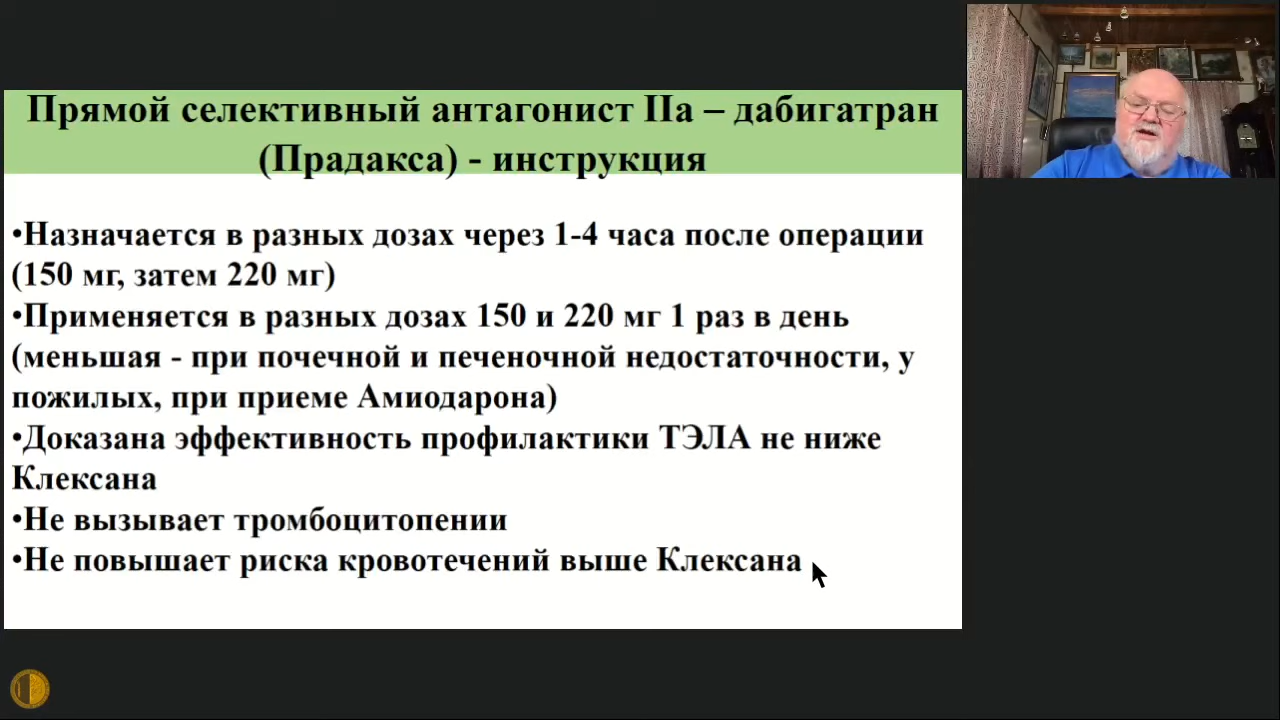 Прямой селективный антагонист IIа – дабигатран
(Прадакса) - инструкция
•Назначается в разных дозах через 1-4 часа после операции
(150 мг, затем 220 мг)
•Применяется в разных дозах 150 и 220 мг 1 раз в день
(меньшая - при почечной и печеночной недостаточности, у
пожилых, при приеме Амиодарона)
•Доказана эффективность профилактики ТЭЛА не ниже
Клексана
•Не вызывает тромбоцитопении
•Не повышает риска кровотечений выше Клексана